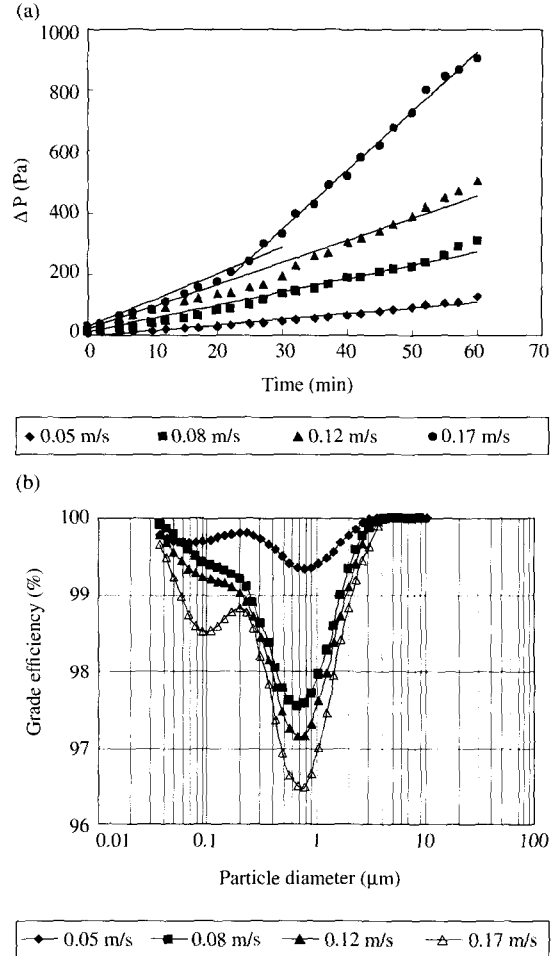 (a)
1000
800
600
400
200
0
ΔP (Pa)
0 10 20 30 40 50 60 70
Time (min)
◆ 0.05 m/s ■ 0.08 m/s ▲ 0.12 m/s ● 0.17 m/s
(b)
100
99
98
97
96
Grade efficiency (%)
0.01 0.1 1 10 100
Particle diameter (μm)
◆ 0.05 m/s ■ 0.08 m/s ▲ 0.12 m/s △ 0.17 m/s